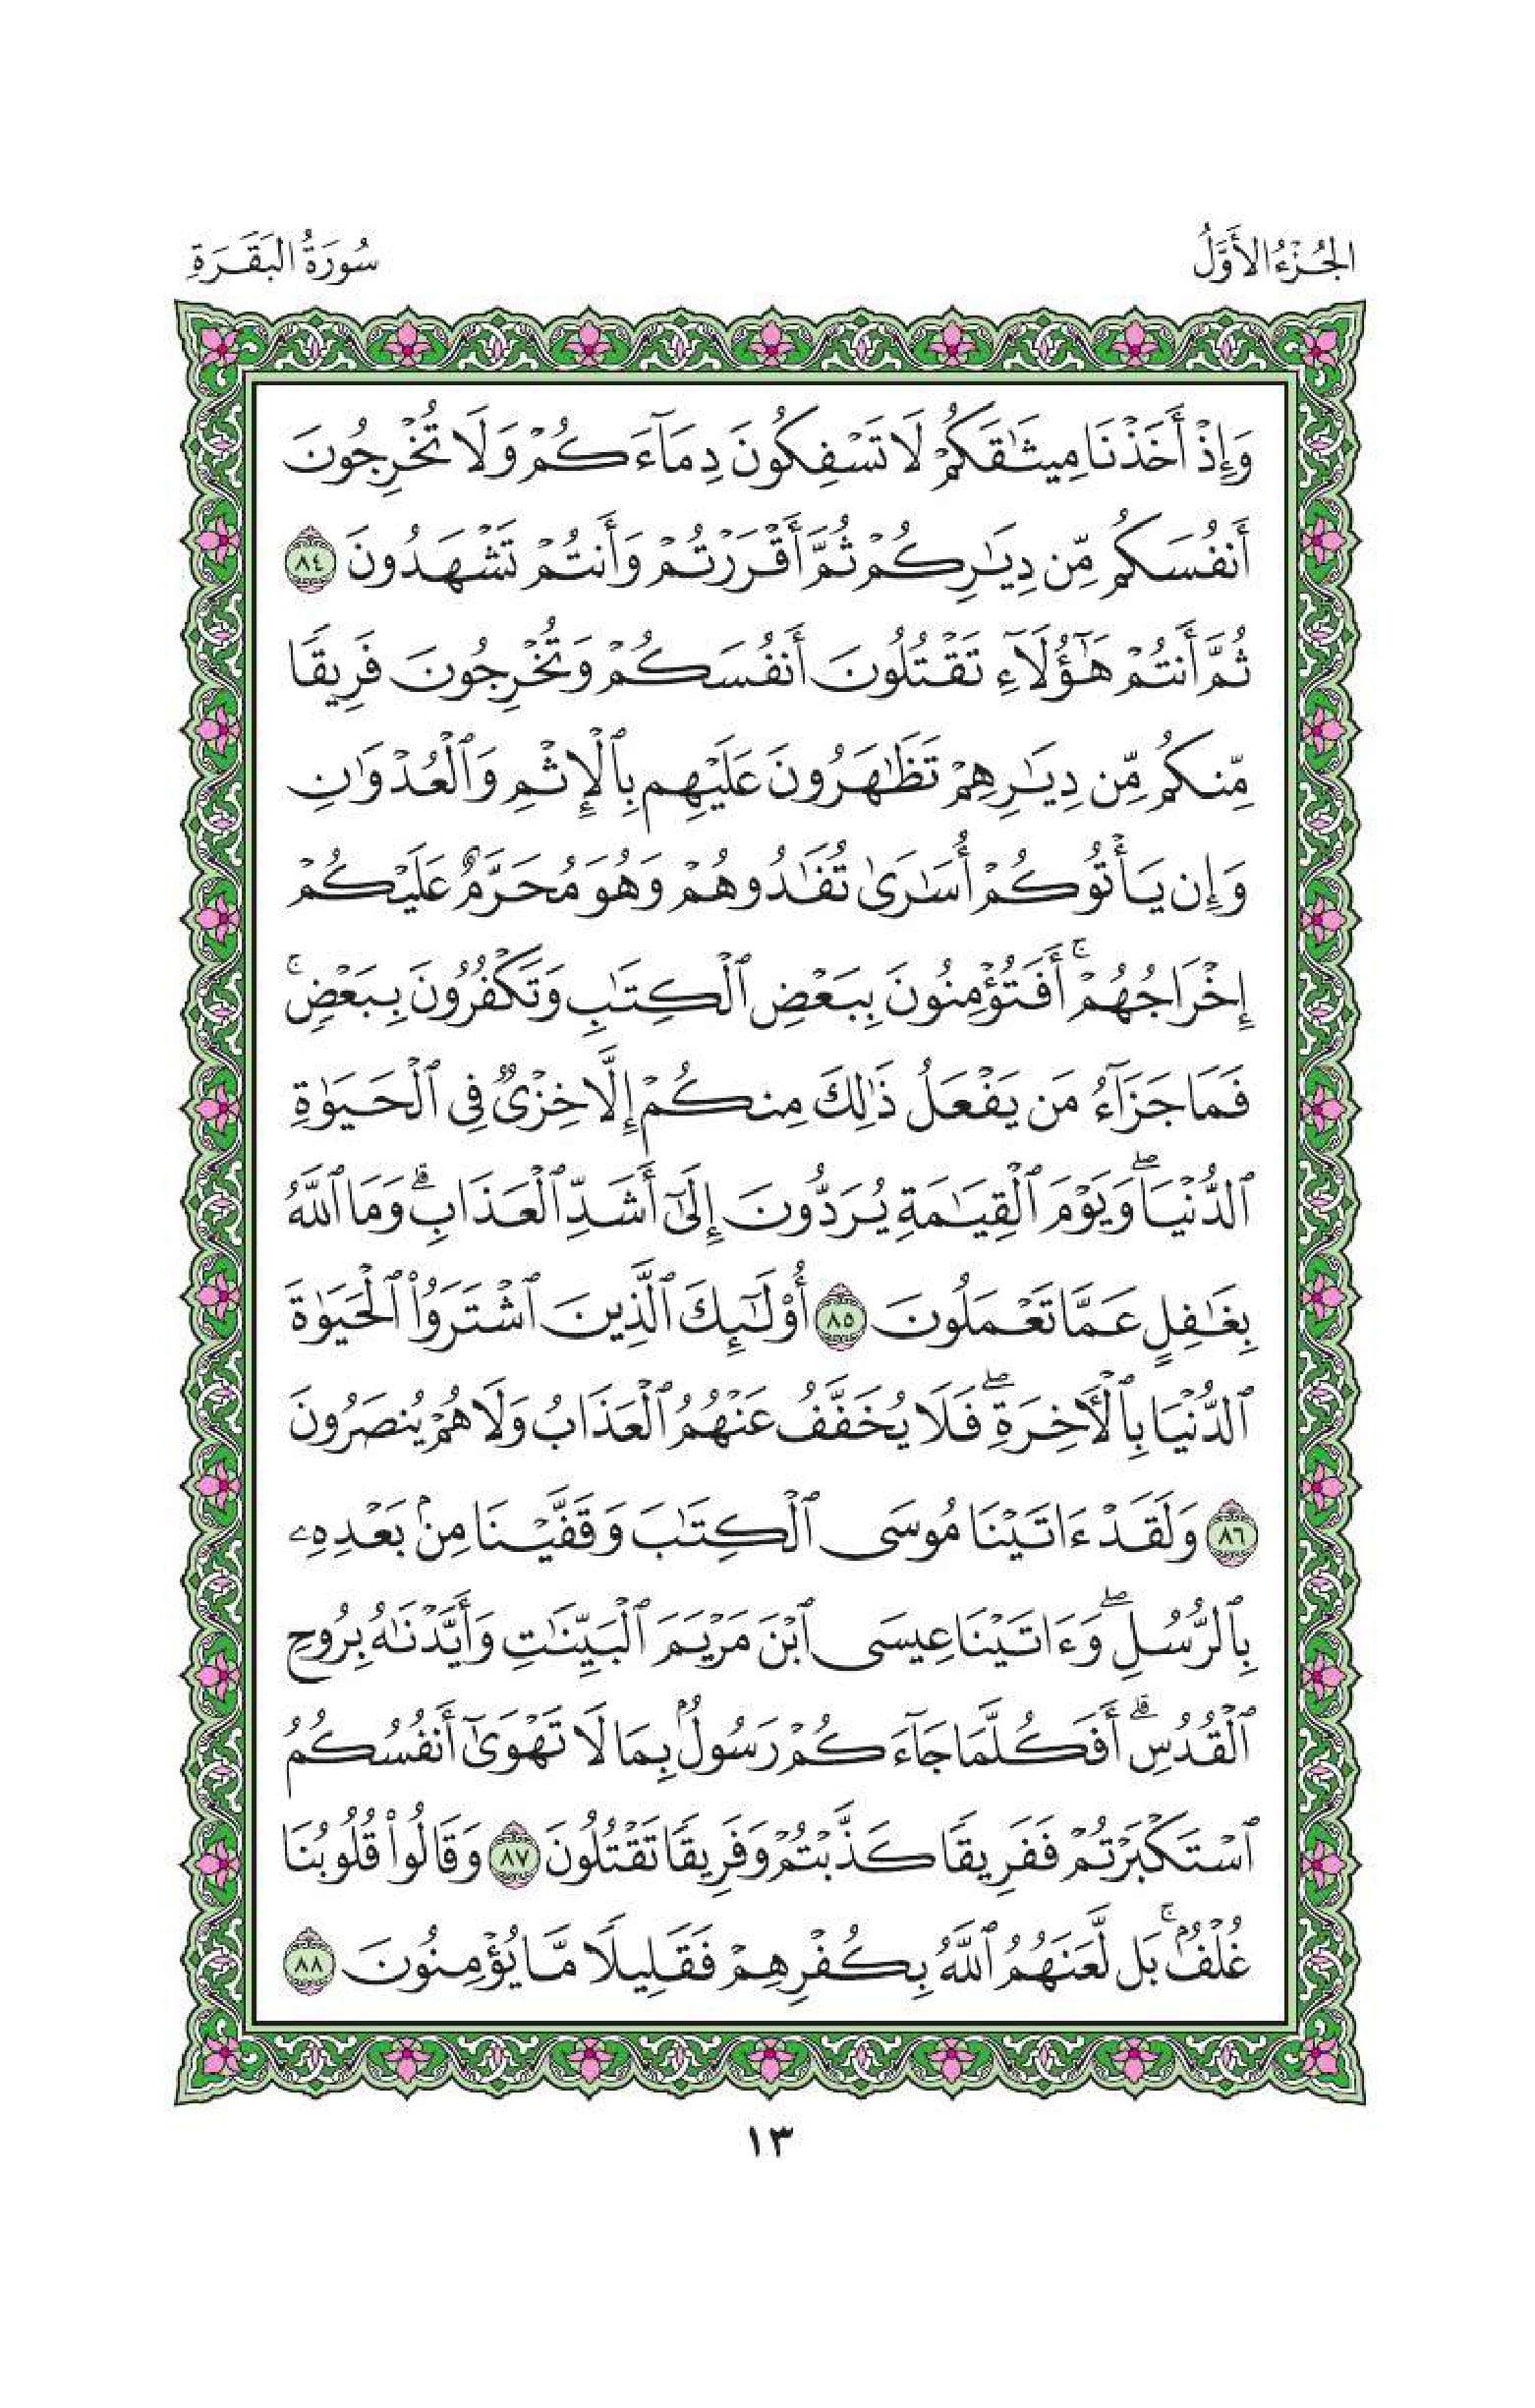 الجُزْءُ الأَوَّلُ
سُورَةُ البَقَرَةِ
وَإِذْ أَخَذْنَا مِيثَٰقَكُمْ لَا تَسْفِكُونَ دِمَآءَكُمْ وَلَا تُخْرِجُونَ
أَنفُسَكُم مِّن دِيَٰرِكُمْ ثُمَّ أَقْرَرْتُمْ وَأَنتُمْ تَشْهَدُونَ ٨٤
ثُمَّ أَنتُمْ هَٰٓؤُلَآءِ تَقْتُلُونَ أَنفُسَكُمْ وَتُخْرِجُونَ فَرِيقًا
مِّنكُم مِّن دِيَٰرِهِمْ تَظَٰهَرُونَ عَلَيْهِم بِٱلْإِثْمِ وَٱلْعُدْوَٰنِ
وَإِن يَأْتُوكُمْ أُسَٰرَىٰ تُفَٰدُوهُمْ وَهُوَ مُحَرَّمٌ عَلَيْكُمْ
إِخْرَاجُهُمْۚ أَفَتُؤْمِنُونَ بِبَعْضِ ٱلْكِتَٰبِ وَتَكْفُرُونَ بِبَعْضٍۚ
فَمَا جَزَآءُ مَن يَفْعَلُ ذَٰلِكَ مِنكُمْ إِلَّا خِزْىٌ فِى ٱلْحَيَوٰةِ
ٱلدُّنْيَاۖ وَيَوْمَ ٱلْقِيَٰمَةِ يُرَدُّونَ إِلَىٰٓ أَشَدِّ ٱلْعَذَابِۗ وَمَا ٱللَّهُ
بِغَٰفِلٍ عَمَّا تَعْمَلُونَ ٨٥ أُو۟لَٰٓئِكَ ٱلَّذِينَ ٱشْتَرَوُا۟ ٱلْحَيَوٰةَ
ٱلدُّنْيَا بِٱلْأَخِرَةِۖ فَلَا يُخَفَّفُ عَنْهُمُ ٱلْعَذَابُ وَلَا هُمْ يُنصَرُونَ
٨٦ وَلَقَدْ ءَاتَيْنَا مُوسَى ٱلْكِتَٰبَ وَقَفَّيْنَا مِنۢ بَعْدِهِۦ
بِٱلرُّسُلِۖ وَءَاتَيْنَا عِيسَى ٱبْنَ مَرْيَمَ ٱلْبَيِّنَٰتِ وَأَيَّدْنَٰهُ بِرُوحِ
ٱلْقُدُسِۗ أَفَكُلَّمَا جَآءَكُمْ رَسُولٌۢ بِمَا لَا تَهْوَىٰٓ أَنفُسُكُمُ
ٱسْتَكْبَرْتُمْ فَفَرِيقًا كَذَّبْتُمْ وَفَرِيقًا تَقْتُلُونَ ٨٧ وَقَالُوا۟ قُلُوبُنَا
غُلْفٌۢۚ بَل لَّعَنَهُمُ ٱللَّهُ بِكُفْرِهِمْ فَقَلِيلًا مَّا يُؤْمِنُونَ ٨٨
١٣